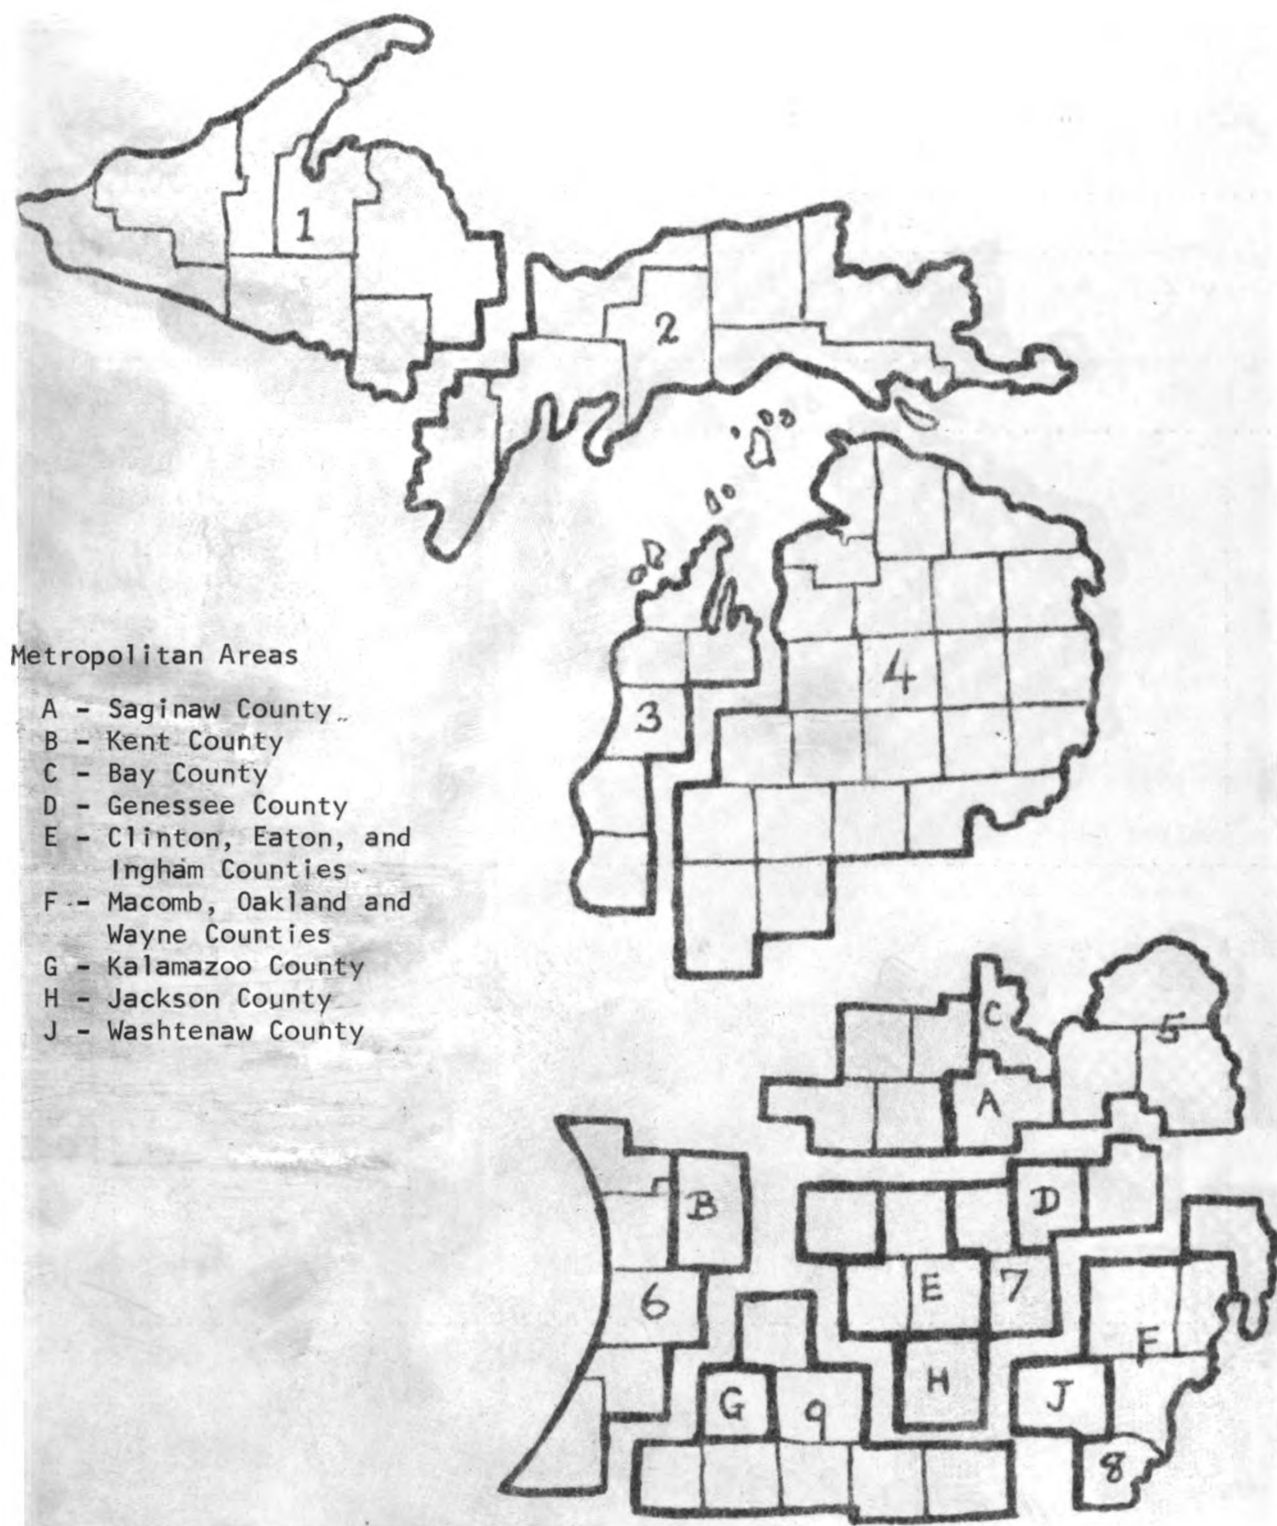 1
2
Metropolitan Areas
3
4
A - Saginaw County
B - Kent County
C - Bay County
D - Genessee County
E - Clinton, Eaton, and
Ingham Counties
F - Macomb, Oakland and
Wayne Counties
G - Kalamazoo County
H - Jackson County
J - Washtenaw County
C
5
A
B
D
6
E
7
F
H
G
9
J
8